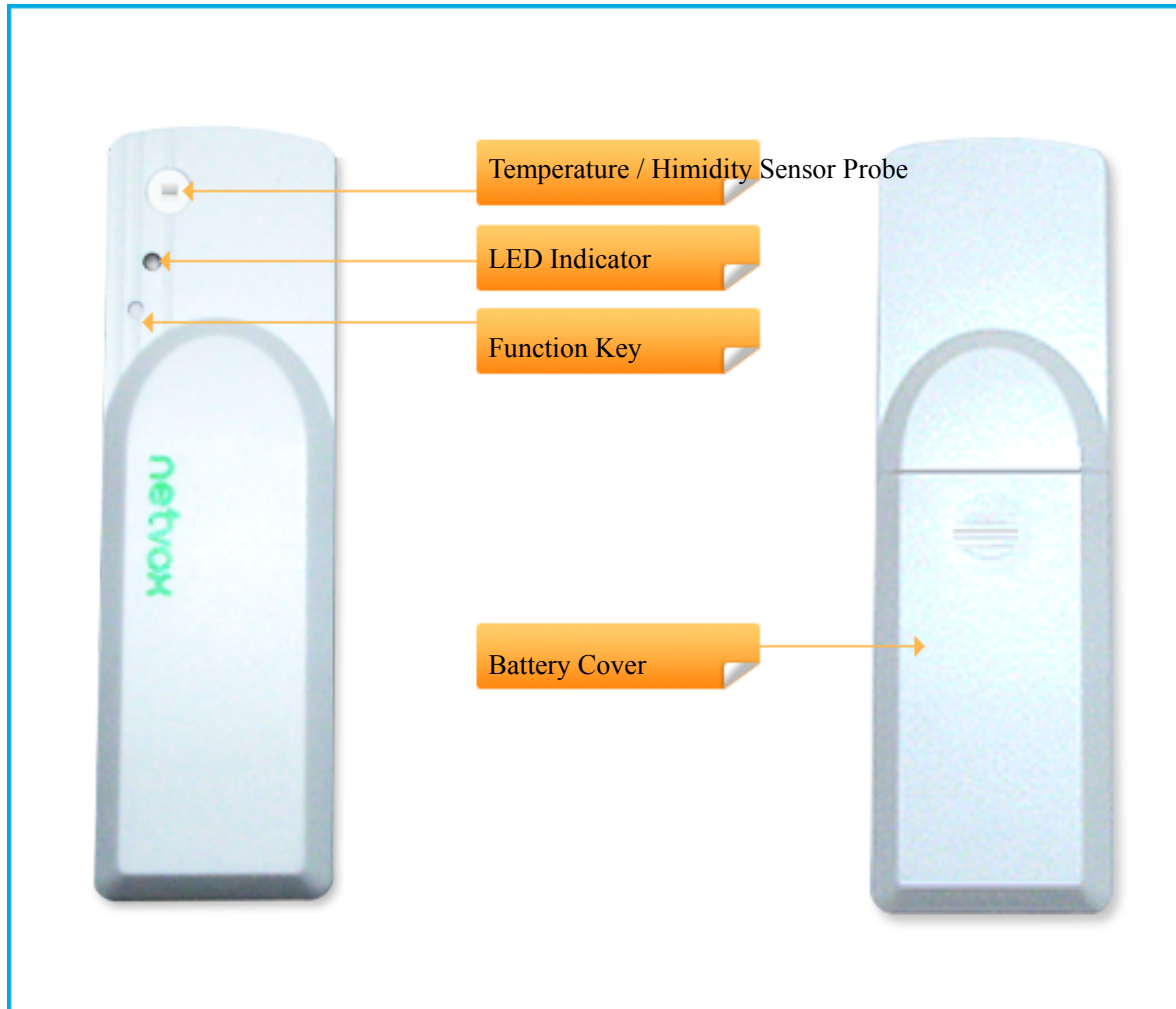 Temperature / Himidity Sensor Probe
LED Indicator
Function Key
netvox
Battery Cover